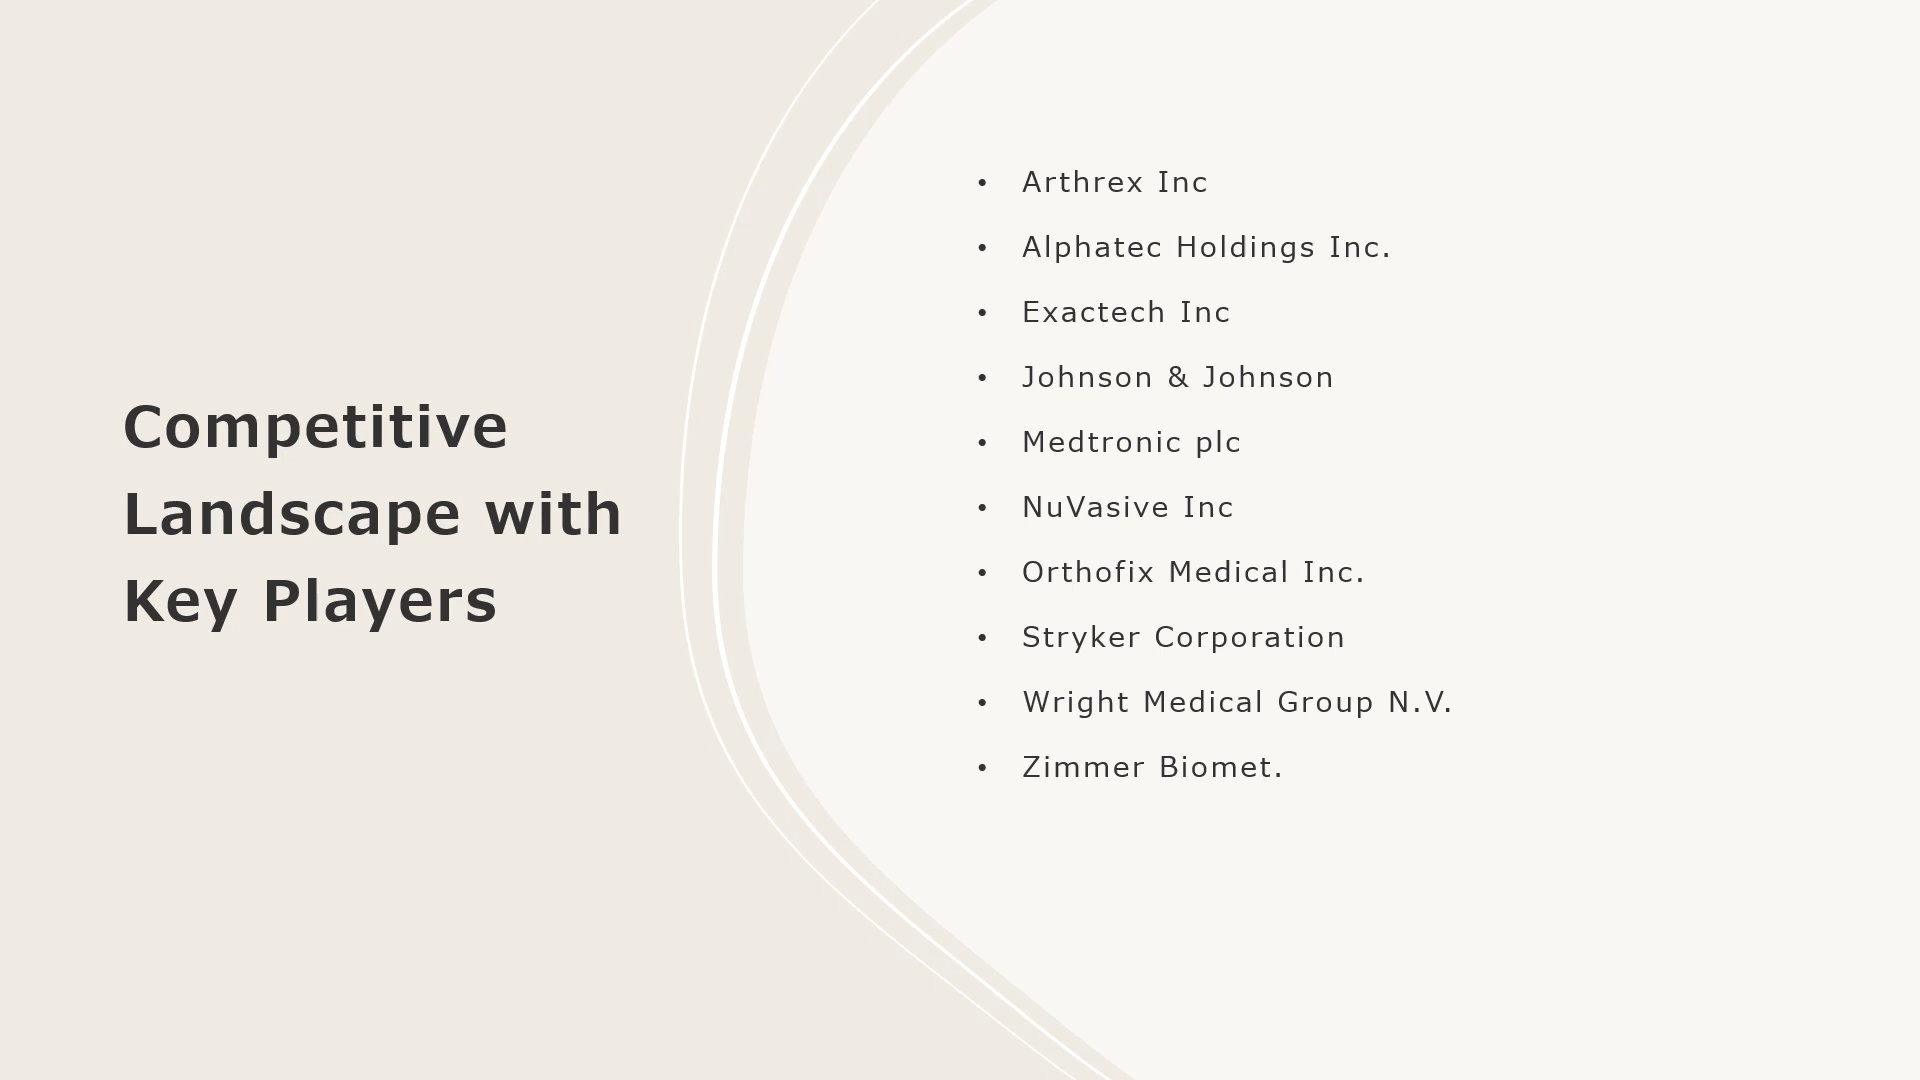 Competitive
Landscape with
Key Players
• Arthrex Inc
• Alphatec Holdings Inc.
• Exactech Inc
• Johnson & Johnson
• Medtronic plc
• NuVasive Inc
• Orthofix Medical Inc.
• Stryker Corporation
• Wright Medical Group N.V.
• Zimmer Biomet.